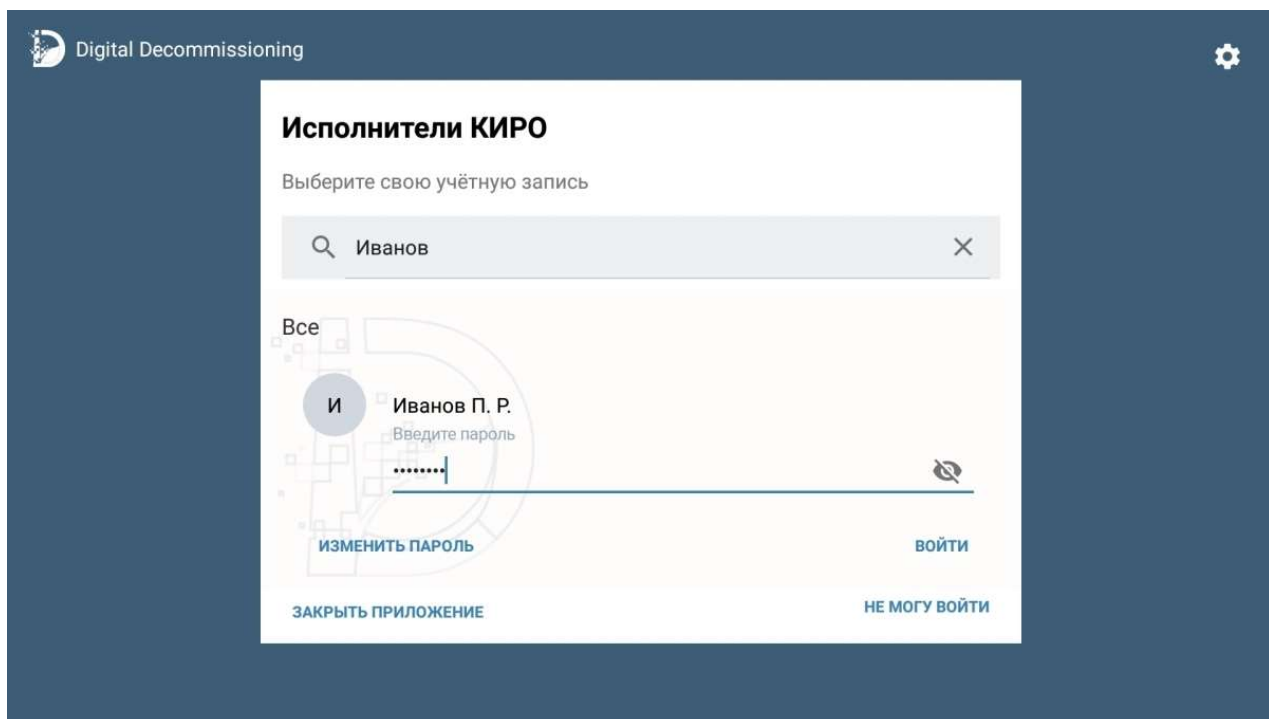 Digital Decommissioning
Исполнители КИРО
Выберите свою учётную запись
Иванов
Все
И
Иванов П. Р.
Введите пароль
••••••••
ИЗМЕНИТЬ ПАРОЛЬ
ВОЙТИ
ЗАКРЫТЬ ПРИЛОЖЕНИЕ
НЕ МОГУ ВОЙТИ